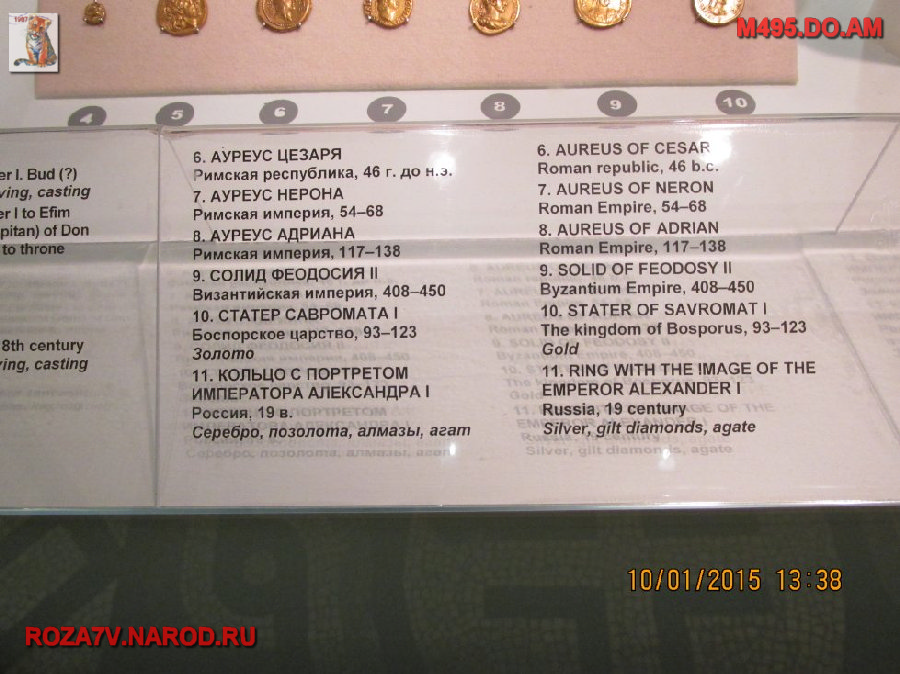 1987
M495.DO.AM
4 5 6 7 8 9 10
er I. Bud (?)
ving, casting
er I to Efim
pitan) of Don
to throne
8th century
ving, casting
6. АУРЕУС ЦЕЗАРЯ
Римская республика, 46 г. до н.э.
7. АУРЕУС НЕРОНА
Римская империя, 54–68
8. АУРЕУС АДРИАНА
Римская империя, 117–138
9. СОЛИД ФЕОДОСИЯ II
Византийская империя, 408–450
10. СТАТЕР САВРОМАТА I
Боспорское царство, 93–123
Золото
11. КОЛЬЦО С ПОРТРЕТОМ
ИМПЕРАТОРА АЛЕКСАНДРА I
Россия, 19 в.
Серебро, позолота, алмазы, агат
6. AUREUS OF CESAR
Roman republic, 46 b.c.
7. AUREUS OF NERON
Roman Empire, 54–68
8. AUREUS OF ADRIAN
Roman Empire, 117–138
9. SOLID OF FEODOSY II
Byzantium Empire, 408–450
10. STATER OF SAVROMAT I
The kingdom of Bosporus, 93–123
Gold
11. RING WITH THE IMAGE OF THE
EMPEROR ALEXANDER I
Russia, 19 century
Silver, gilt diamonds, agate
10/01/2015 13:38
ROZA7V.NAROD.RU